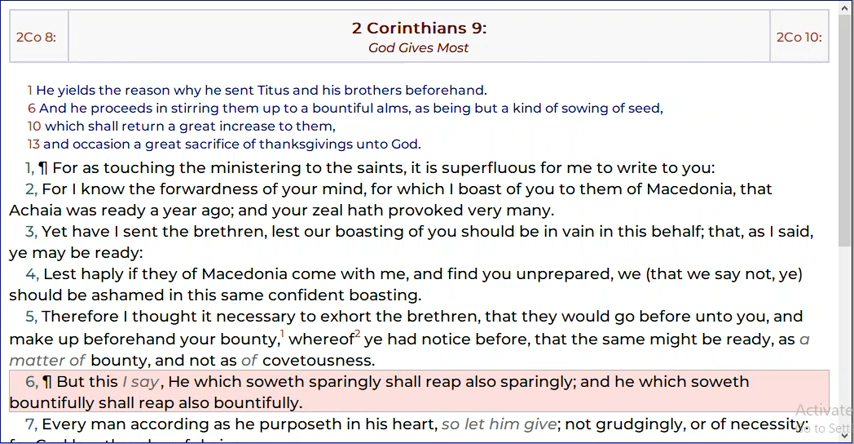 2Co 8:
2 Corinthians 9:
God Gives Most
2Co 10:
1 He yields the reason why he sent Titus and his brothers beforehand.
6 And he proceeds in stirring them up to a bountiful alms, as being but a kind of sowing of seed,
10 which shall return a great increase to them,
13 and occasion a great sacrifice of thanksgivings unto God.
1, ¶ For as touching the ministering to the saints, it is superfluous for me to write to you:
2, For I know the forwardness of your mind, for which I boast of you to them of Macedonia, that
Achaia was ready a year ago; and your zeal hath provoked very many.
3, Yet have I sent the brethren, lest our boasting of you should be in vain in this behalf; that, as I said,
ye may be ready:
4, Lest haply if they of Macedonia come with me, and find you unprepared, we (that we say not, ye)
should be ashamed in this same confident boasting.
5, Therefore I thought it necessary to exhort the brethren, that they would go before unto you, and
make up beforehand your bounty,1 whereof2 ye had notice before, that the same might be ready, as a
matter of bounty, and not as of covetousness.
6, ¶ But this I say, He which soweth sparingly shall reap also sparingly; and he which soweth
bountifully shall reap also bountifully.
7, Every man according as he purposeth in his heart, so let him give; not grudgingly, or of necessity:
Activate
to Sett